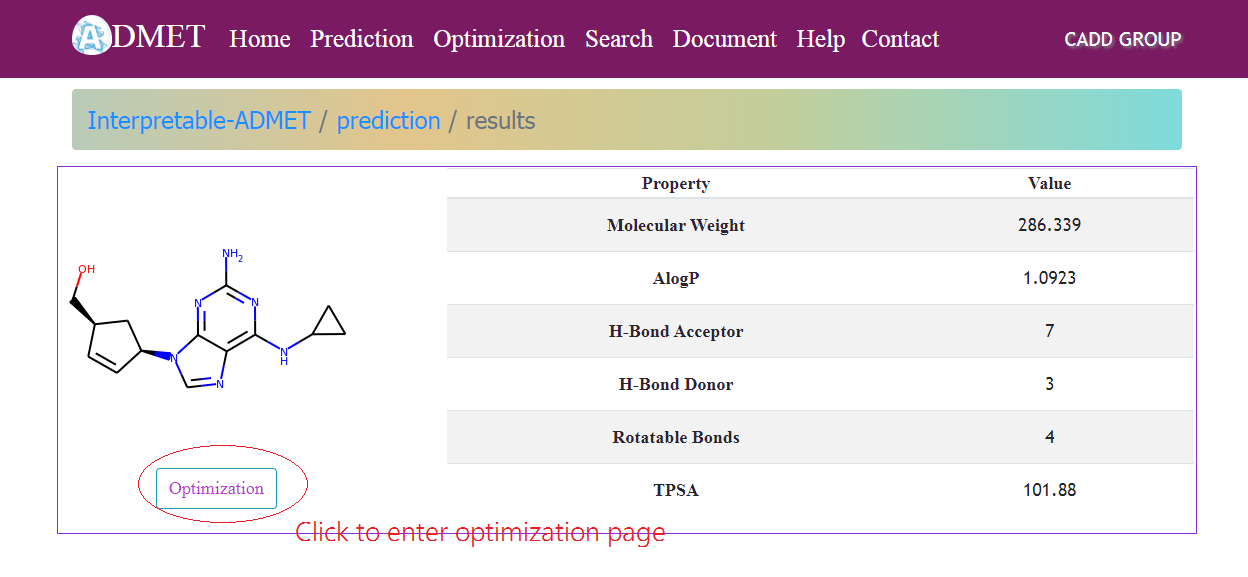 ADMET Home Prediction Optimization Search Document Help Contact CADD GROUP
Interpretable-ADMET / prediction / results
Property Value
Molecular Weight 286.339
AlogP 1.0923
H-Bond Acceptor 7
H-Bond Donor 3
Rotatable Bonds 4
TPSA 101.88
NH2
OH
N N
N NH
N
Optimization
Click to enter optimization page